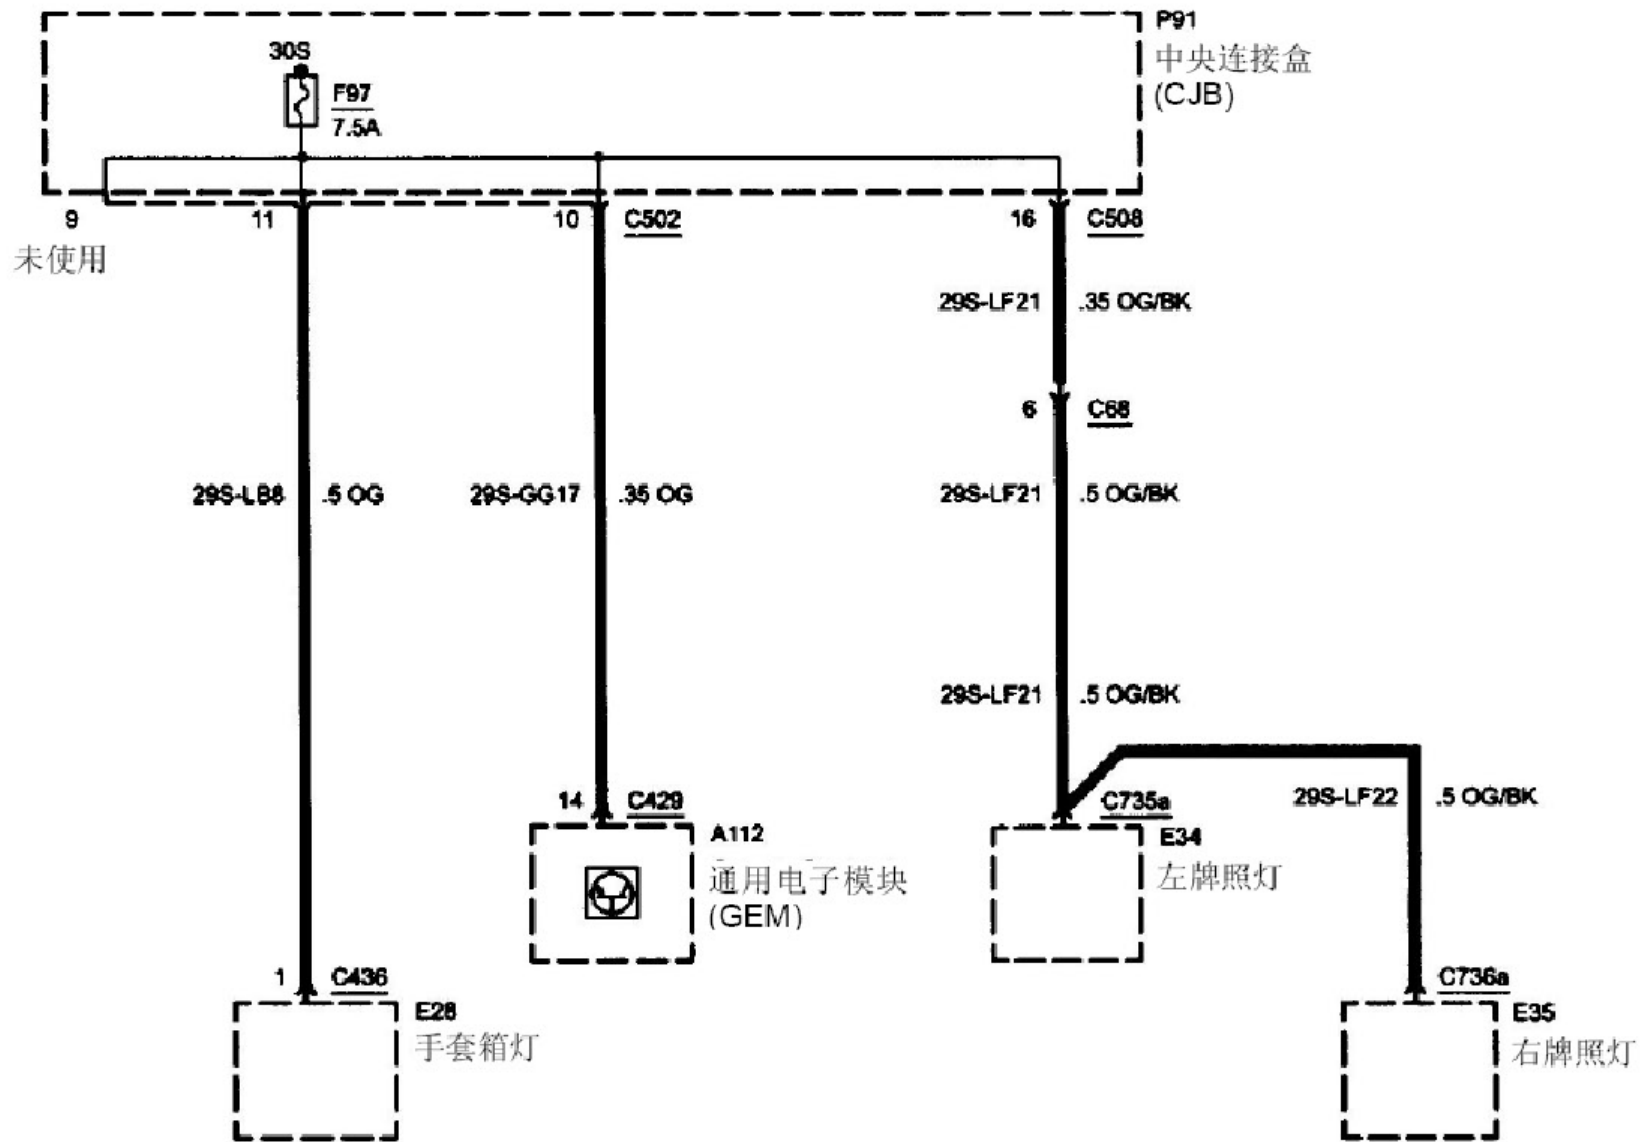 P91
中央连接盒
(CJB)
30S
F97
7.5A
9
未使用
11
10
C502
16
C508
29S-LF21
.35 OG/BK
6
C68
29S-LB8
.5 OG
29S-GG17
.35 OG
29S-LF21
.5 OG/BK
29S-LF21
.5 OG/BK
14
C429
A112
通用电子模块
(GEM)
C735a
E34
左牌照灯
29S-LF22
.5 OG/BK
1
C436
E28
手套箱灯
C736a
E35
右牌照灯